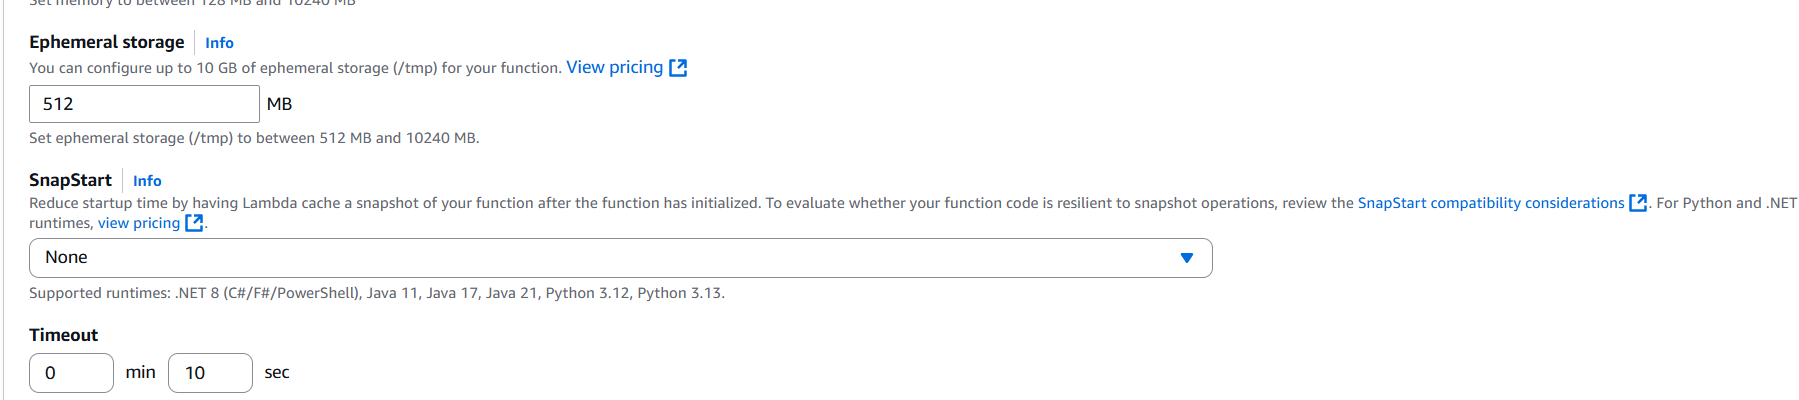 Set memory to between 128 MB and 10240 MB
Ephemeral storage Info
You can configure up to 10 GB of ephemeral storage (/tmp) for your function. View pricing
512 MB
Set ephemeral storage (/tmp) to between 512 MB and 10240 MB.
SnapStart Info
Reduce startup time by having Lambda cache a snapshot of your function after the function has initialized. To evaluate whether your function code is resilient to snapshot operations, review the SnapStart compatibility considerations. For Python and .NET
runtimes, view pricing.
None
Supported runtimes: .NET 8 (C#/F#/PowerShell), Java 11, Java 17, Java 21, Python 3.12, Python 3.13.
Timeout
0 min 10 sec